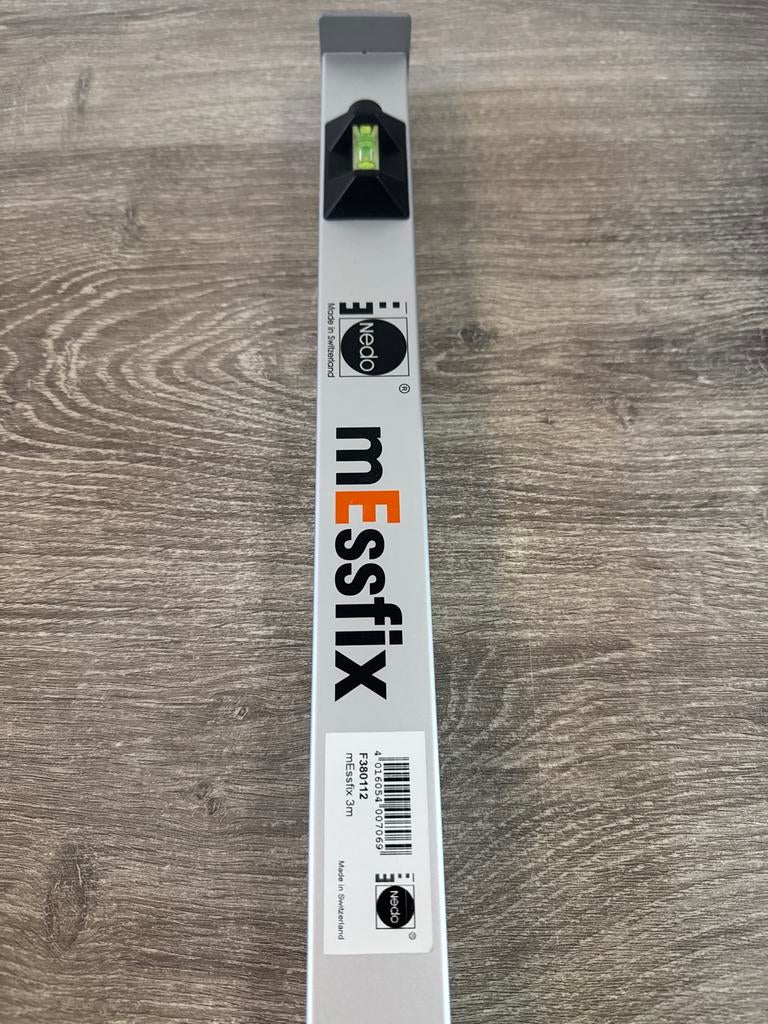 Nedo
®
Made in Switzerland
mEssfix
4 016054 007069
F380112
mEssfix 3m
Nedo
®
Made in Switzerland